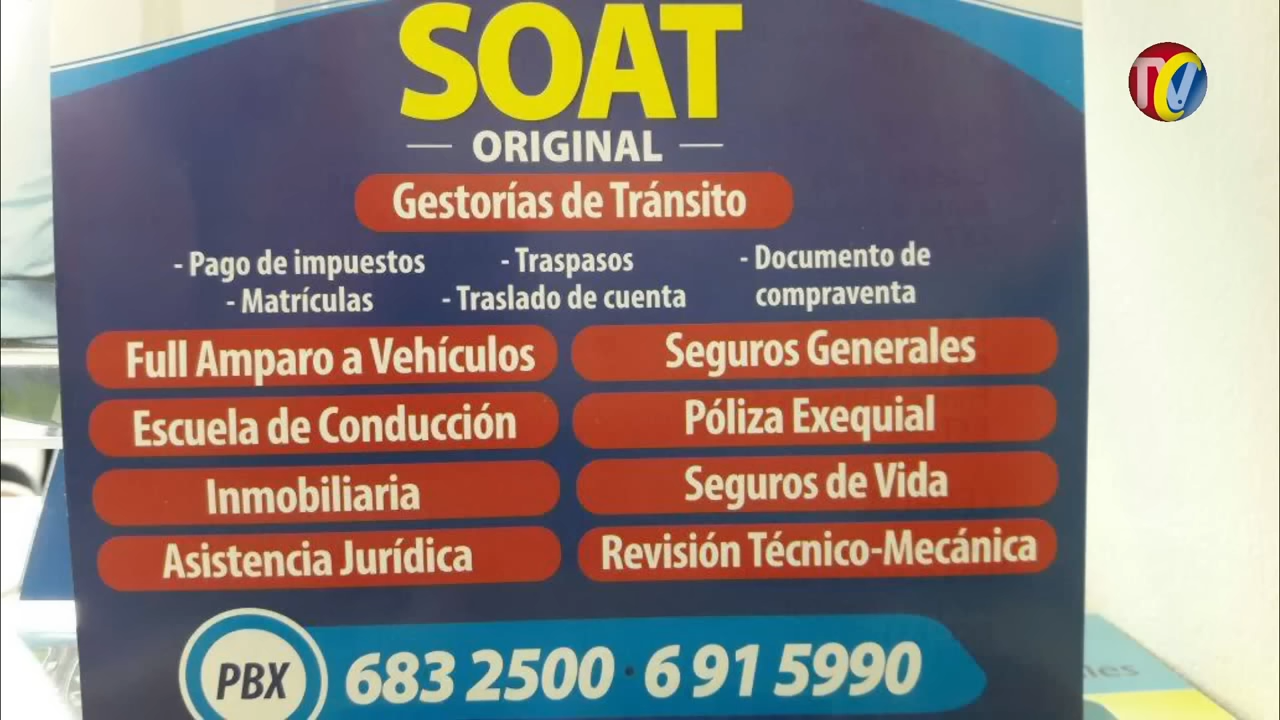 SOAT
ORIGINAL
Gestorías de Tránsito
- Pago de impuestos - Traspasos - Documento de
- Matrículas - Traslado de cuenta compraventa
Full Amparo a Vehículos Seguros Generales
Escuela de Conducción Póliza Exequial
Inmobiliaria Seguros de Vida
Asistencia Jurídica Revisión Técnico-Mecánica
PBX 683 2500 · 6 91 5990
TCV